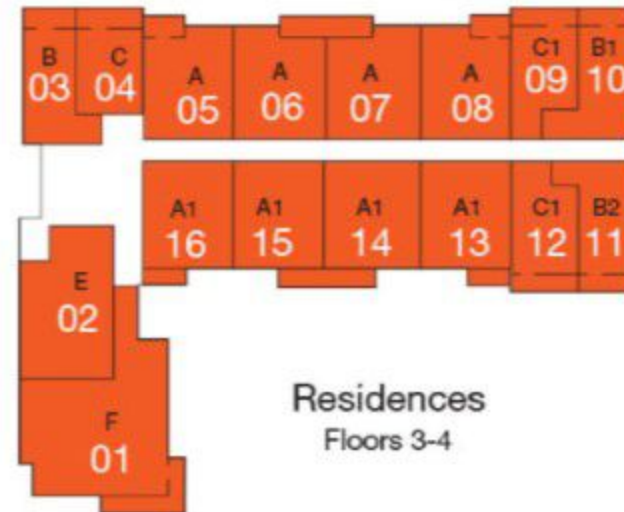 B
03
C
04
A
05
A
06
A
07
A
08
C1
09
B1
10
A1
16
A1
15
A1
14
A1
13
C1
12
B2
11
E
02
F
01
Residences
Floors 3-4